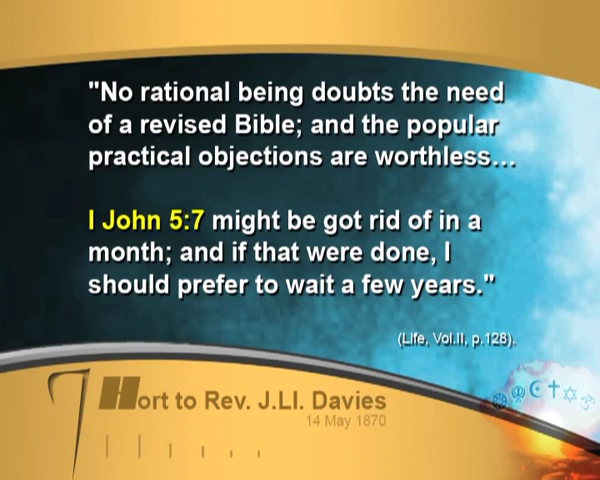 "No rational being doubts the need
of a revised Bible; and the popular
practical objections are worthless...
I John 5:7 might be got rid of in a
month; and if that were done, I
should prefer to wait a few years."
(Life, Vol.II, p.128).
Hort to Rev. J.Ll. Davies
14 May 1870